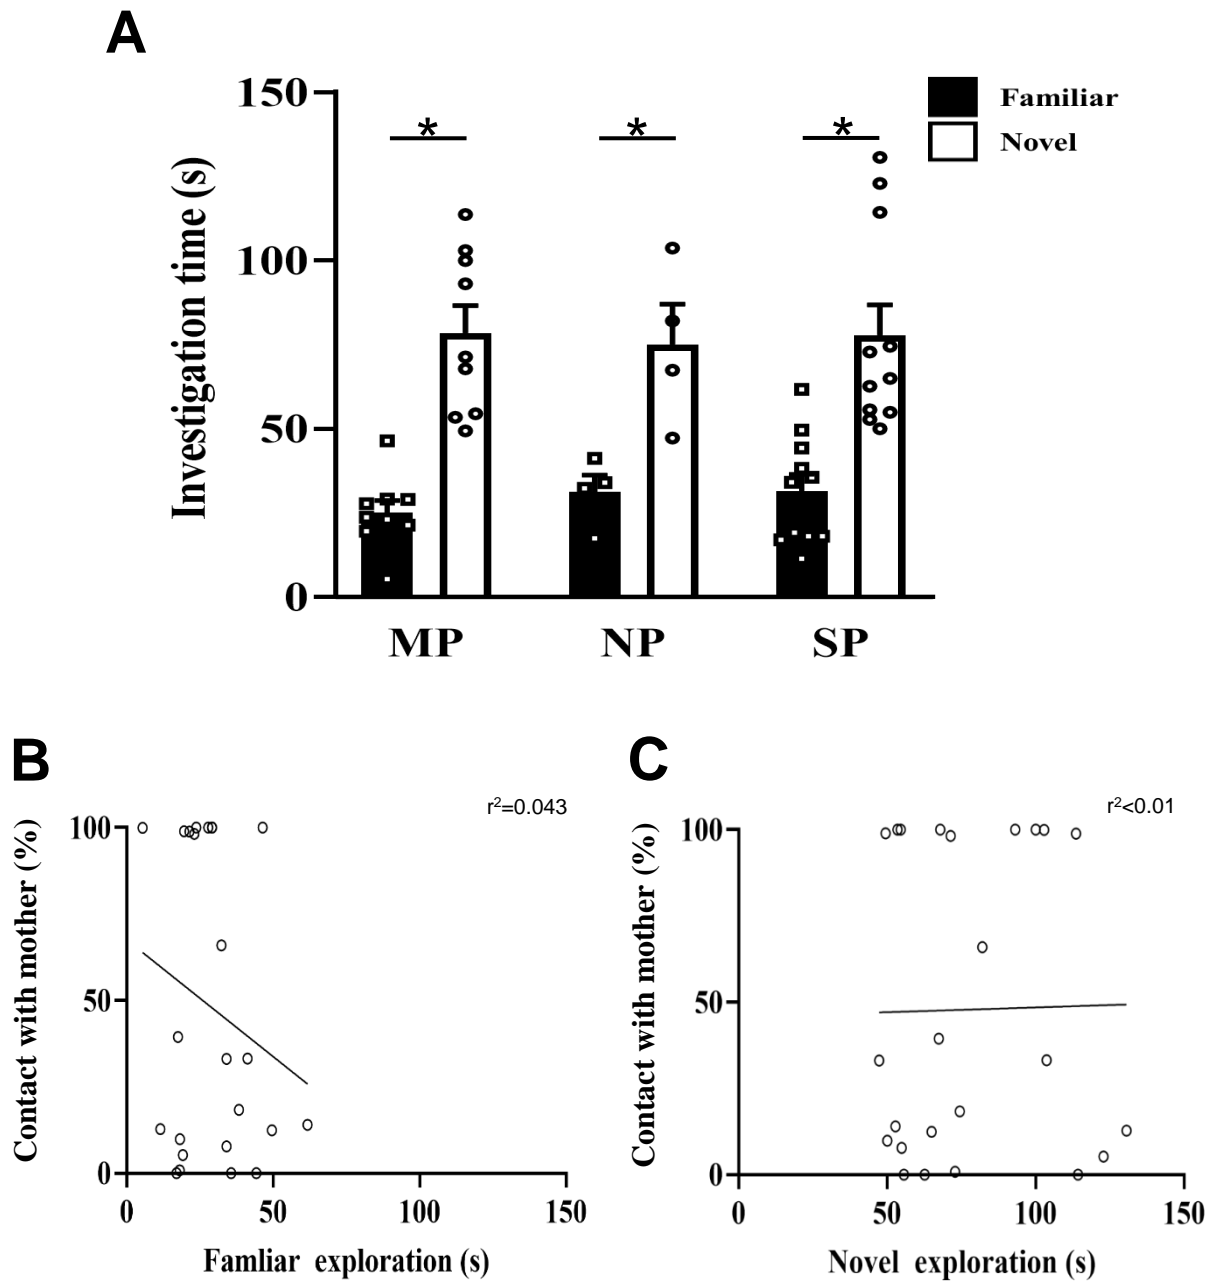 A
150
100
50
0
Investigation time (s)
* * *
Familiar
Novel
MP NP SP
B
r²=0.043
100
50
0
Contact with mother (%)
0 50 100 150
Famliar exploration (s)
C
r²<0.01
100
50
0
Contact with mother (%)
0 50 100 150
Novel exploration (s)